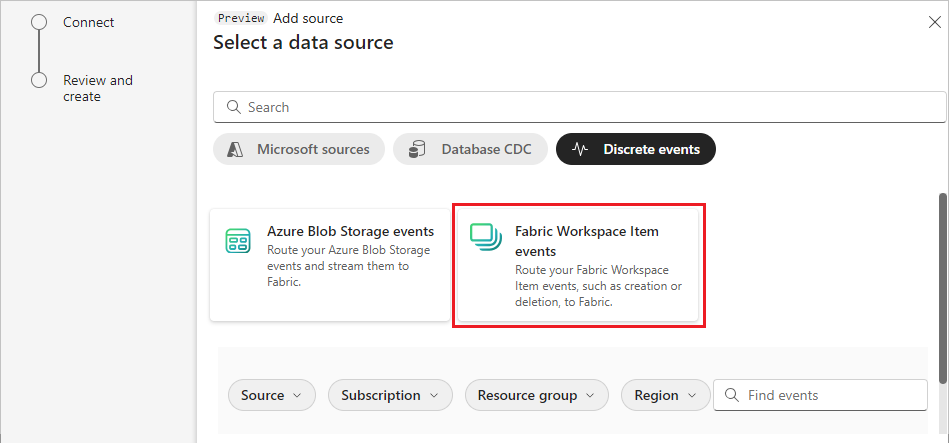 Connect
Review and
create
Preview Add source
Select a data source
Search
Microsoft sources
Database CDC
Discrete events
Azure Blob Storage events
Route your Azure Blob Storage
events and stream them to
Fabric.
Fabric Workspace Item
events
Route your Fabric Workspace
Item events, such as creation or
deletion, to Fabric.
Source
Subscription
Resource group
Region
Find events